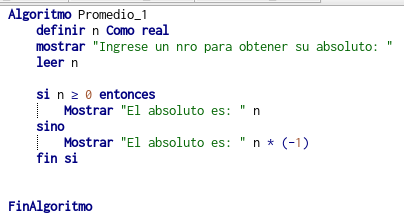 Algoritmo Promedio_1
definir n Como real
mostrar "Ingrese un nro para obtener su absoluto: "
leer n
si n ≥ 0 entonces
Mostrar "El absoluto es: " n
sino
Mostrar "El absoluto es: " n * (-1)
fin si
FinAlgoritmo